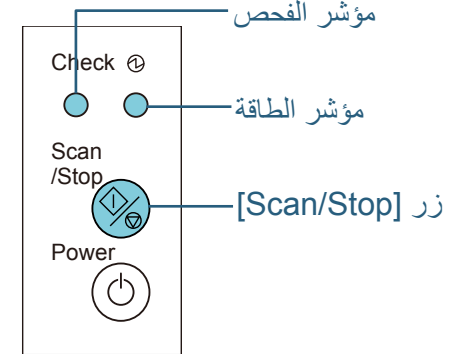 مؤشر الفحص
Check
مؤشر الطاقة
Scan
/Stop
زر [Scan/Stop]
Power